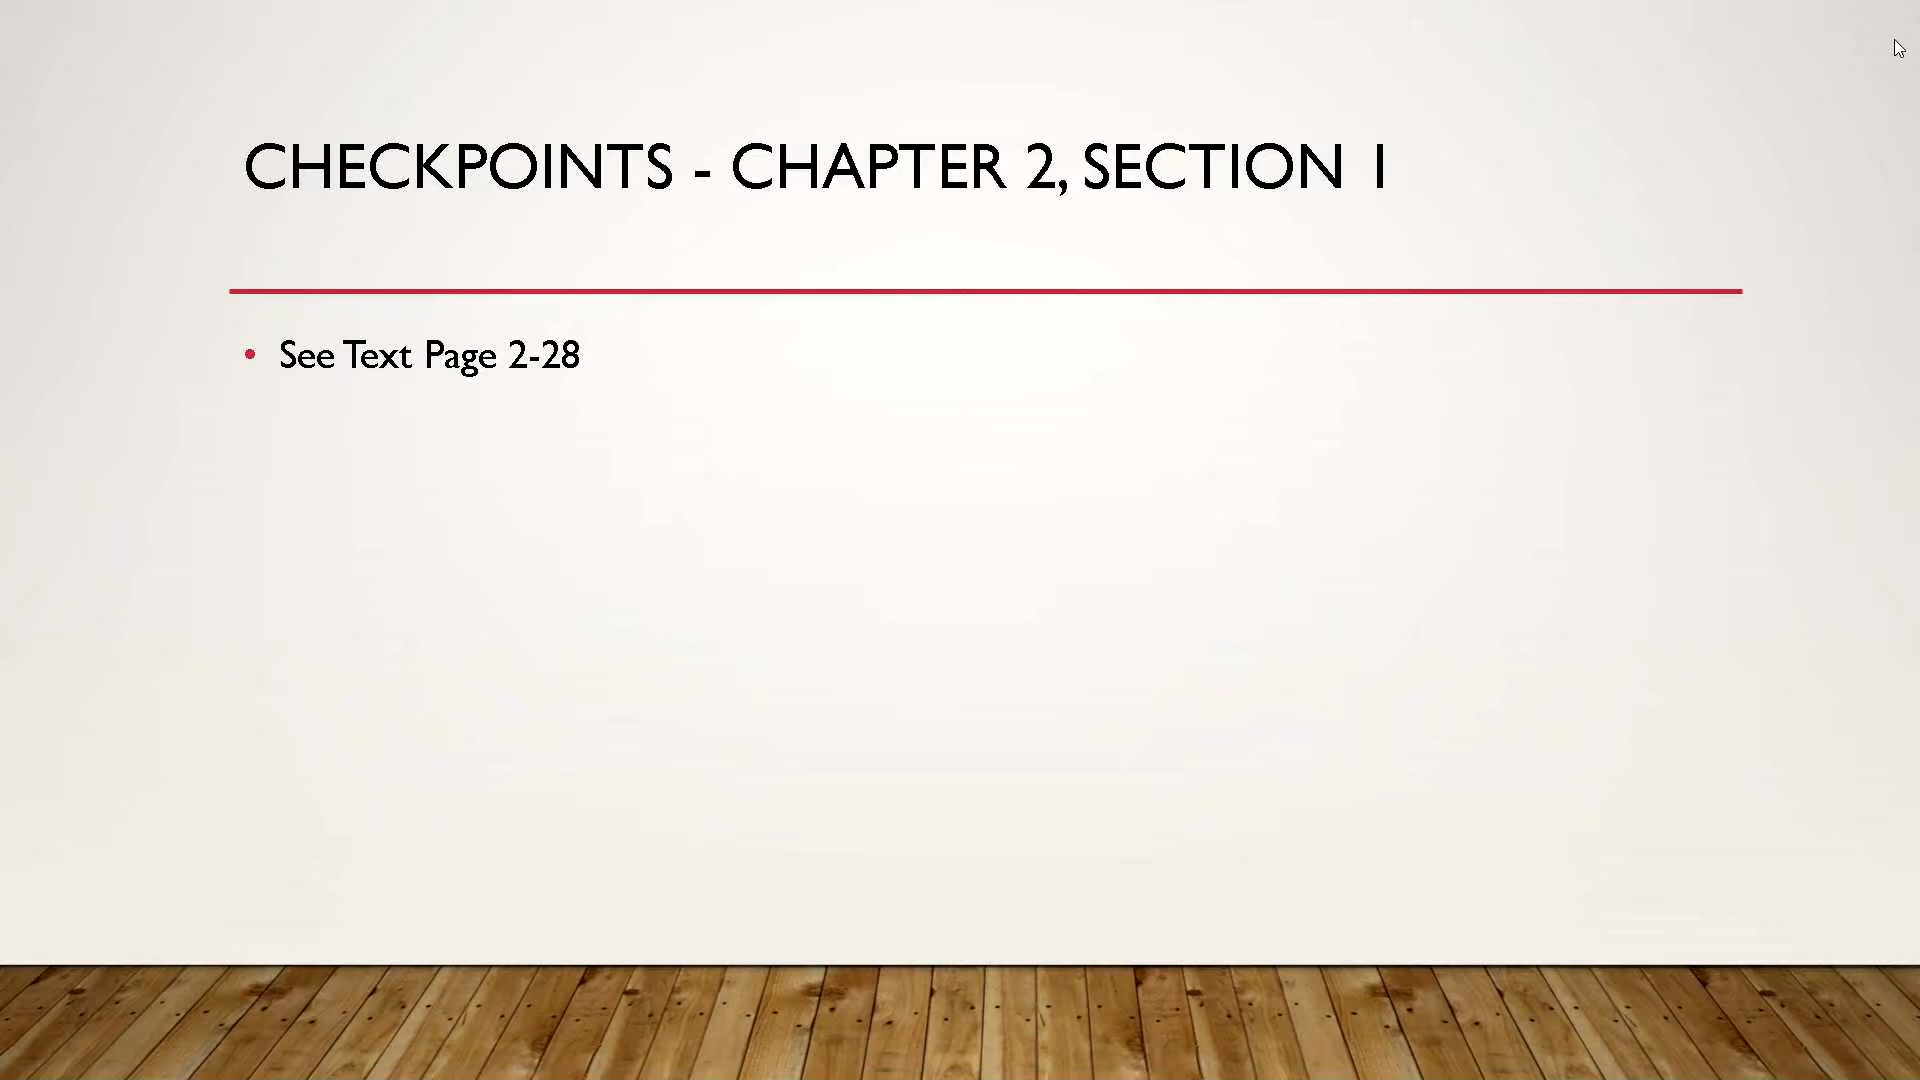 CHECKPOINTS - CHAPTER 2, SECTION 1
• See Text Page 2-28